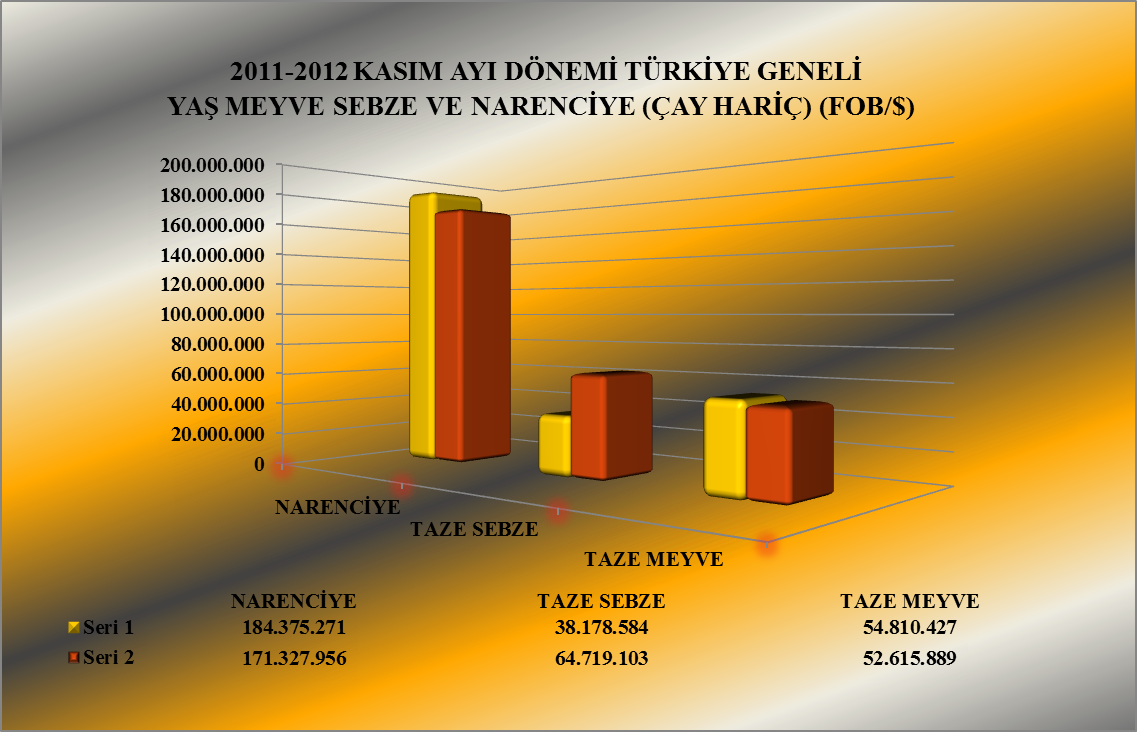 2011-2012 KASIM AYI DÖNEMİ TÜRKİYE GENELİ
YAŞ MEYVE SEBZE VE NARENCİYE (ÇAY HARİÇ) (FOB/$)
200.000.000
180.000.000
160.000.000
140.000.000
120.000.000
100.000.000
80.000.000
60.000.000
40.000.000
20.000.000
0
NARENCİYE
TAZE SEBZE
TAZE MEYVE
NARENCİYE TAZE SEBZE TAZE MEYVE
Seri 1 184.375.271 38.178.584 54.810.427
Seri 2 171.327.956 64.719.103 52.615.889